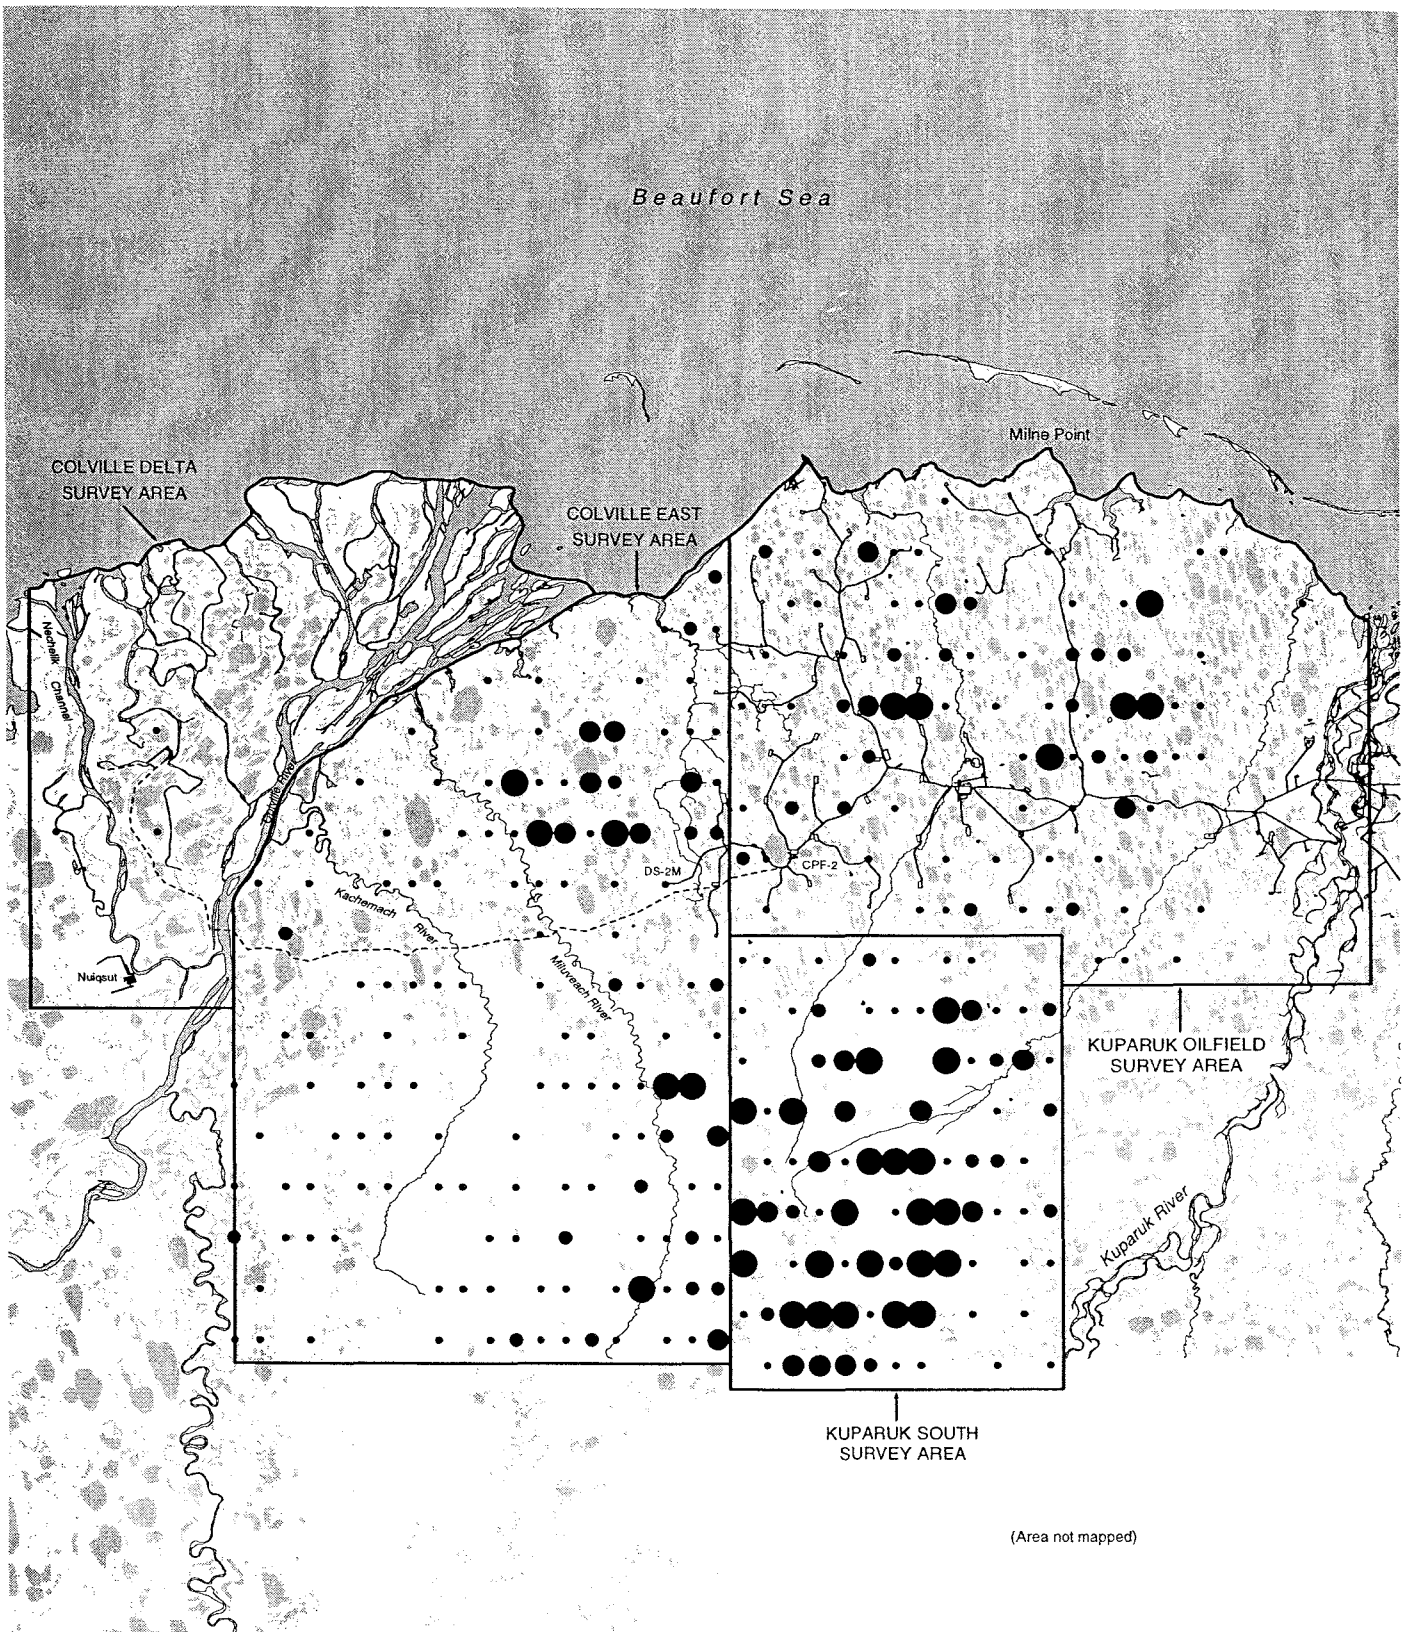 Beaufort Sea
Milne Point
COLVILLE DELTA
SURVEY AREA
COLVILLE EAST
SURVEY AREA
Nechelik
Channel
Colville River
DS-2M
CPF-2
Kachemach
River
Miluveach River
Nuiqsut
KUPARUK OILFIELD
SURVEY AREA
Kuparuk River
KUPARUK SOUTH
SURVEY AREA
(Area not mapped)